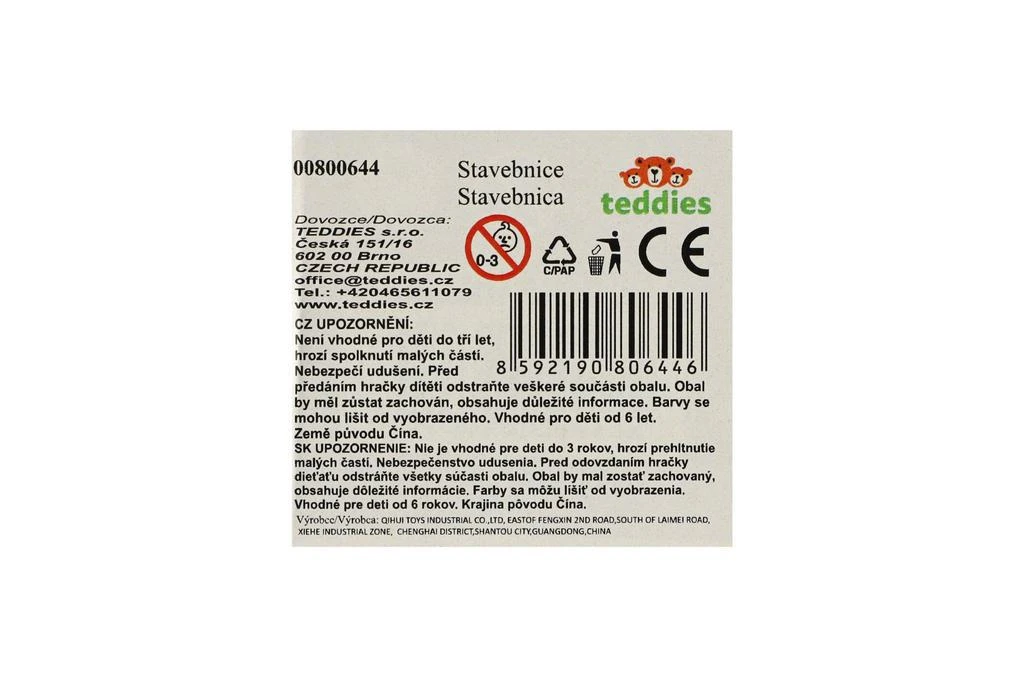 00800644
Stavebnice
Stavebnica
teddies
Dovozce/Dovozca:
TEDDIES s.r.o.
Česká 151/16
602 00 Brno
CZECH REPUBLIC
office@teddies.cz
Tel.: +420465611079
www.teddies.cz
0-3
C/PAP
CE
CZ UPOZORNĚNÍ:
Není vhodné pro děti do tří let,
hrozí spolknutí malých částí.
Nebezpečí udušení. Před
8 592190 806446
předáním hračky dítěti odstraňte veškeré součásti obalu. Obal
by měl zůstat zachován, obsahuje důležité informace. Barvy se
mohou lišit od vyobrazeného. Vhodné pro děti od 6 let.
Země původu Čína.
SK UPOZORNENIE: Nie je vhodné pre deti do 3 rokov, hrozí prehltnutie
malých častí. Nebezpečenstvo udusenia. Pred odovzdaním hračky
dieťaťu odstráňte všetky súčasti obalu. Obal by mal zostať zachovaný,
obsahuje dôležité informácie. Farby sa môžu líšiť od vyobrazenia.
Vhodné pre deti od 6 rokov. Krajina pôvodu Čína.
Výrobce/Výrobca: QIHUI TOYS INDUSTRIAL CO.,LTD, EASTOF FENGXIN 2ND ROAD,SOUTH OF LAIMEI ROAD,
XIEHE INDUSTRIAL ZONE, CHENGHAI DISTRICT,SHANTOU CITY,GUANGDONG,CHINA